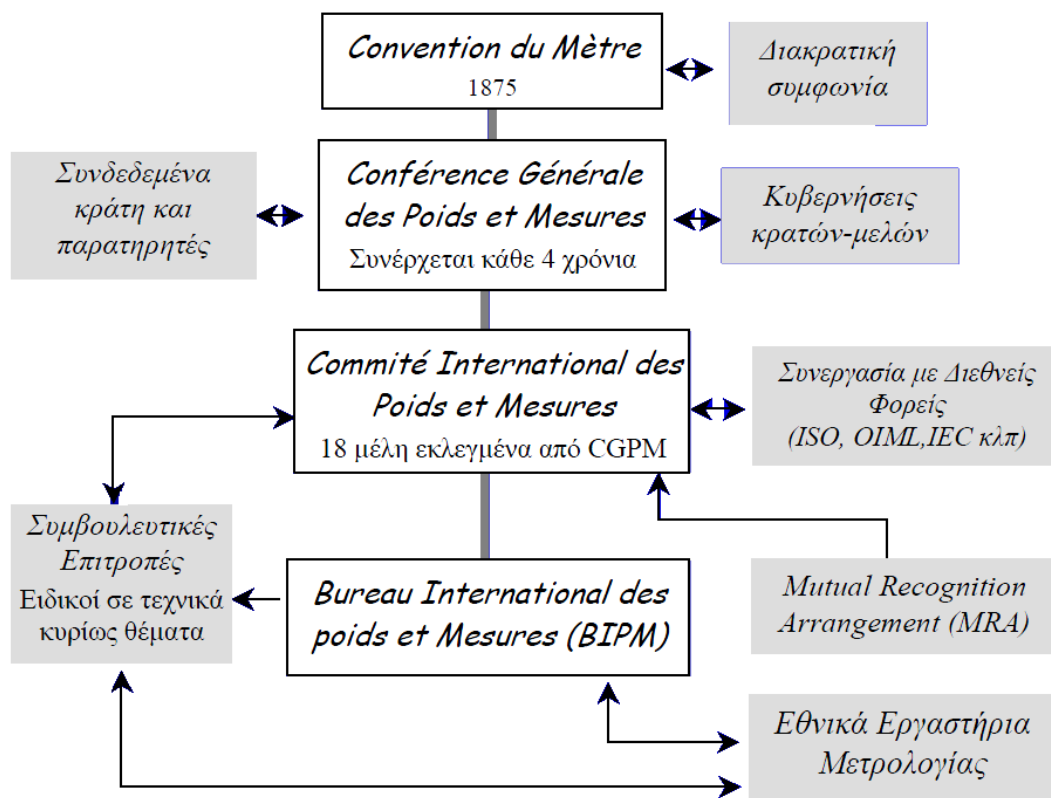 Convention du Mètre
1875
Διακρατική
συμφωνία
Συνδεδεμένα
κράτη και
παρατηρητές
Conférence Générale
des Poids et Mesures
Συνέρχεται κάθε 4 χρόνια
Κυβερνήσεις
κρατών-μελών
Commité International des
Poids et Mesures
18 μέλη εκλεγμένα από CGPM
Συνεργασία με Διεθνείς
Φορείς
(ISO, OIML,IEC κλπ)
Συμβουλευτικές
Επιτροπές
Ειδικοί σε τεχνικά
κυρίως θέματα
Bureau International des
poids et Mesures (BIPM)
Mutual Recognition
Arrangement (MRA)
Εθνικά Εργαστήρια
Μετρολογίας